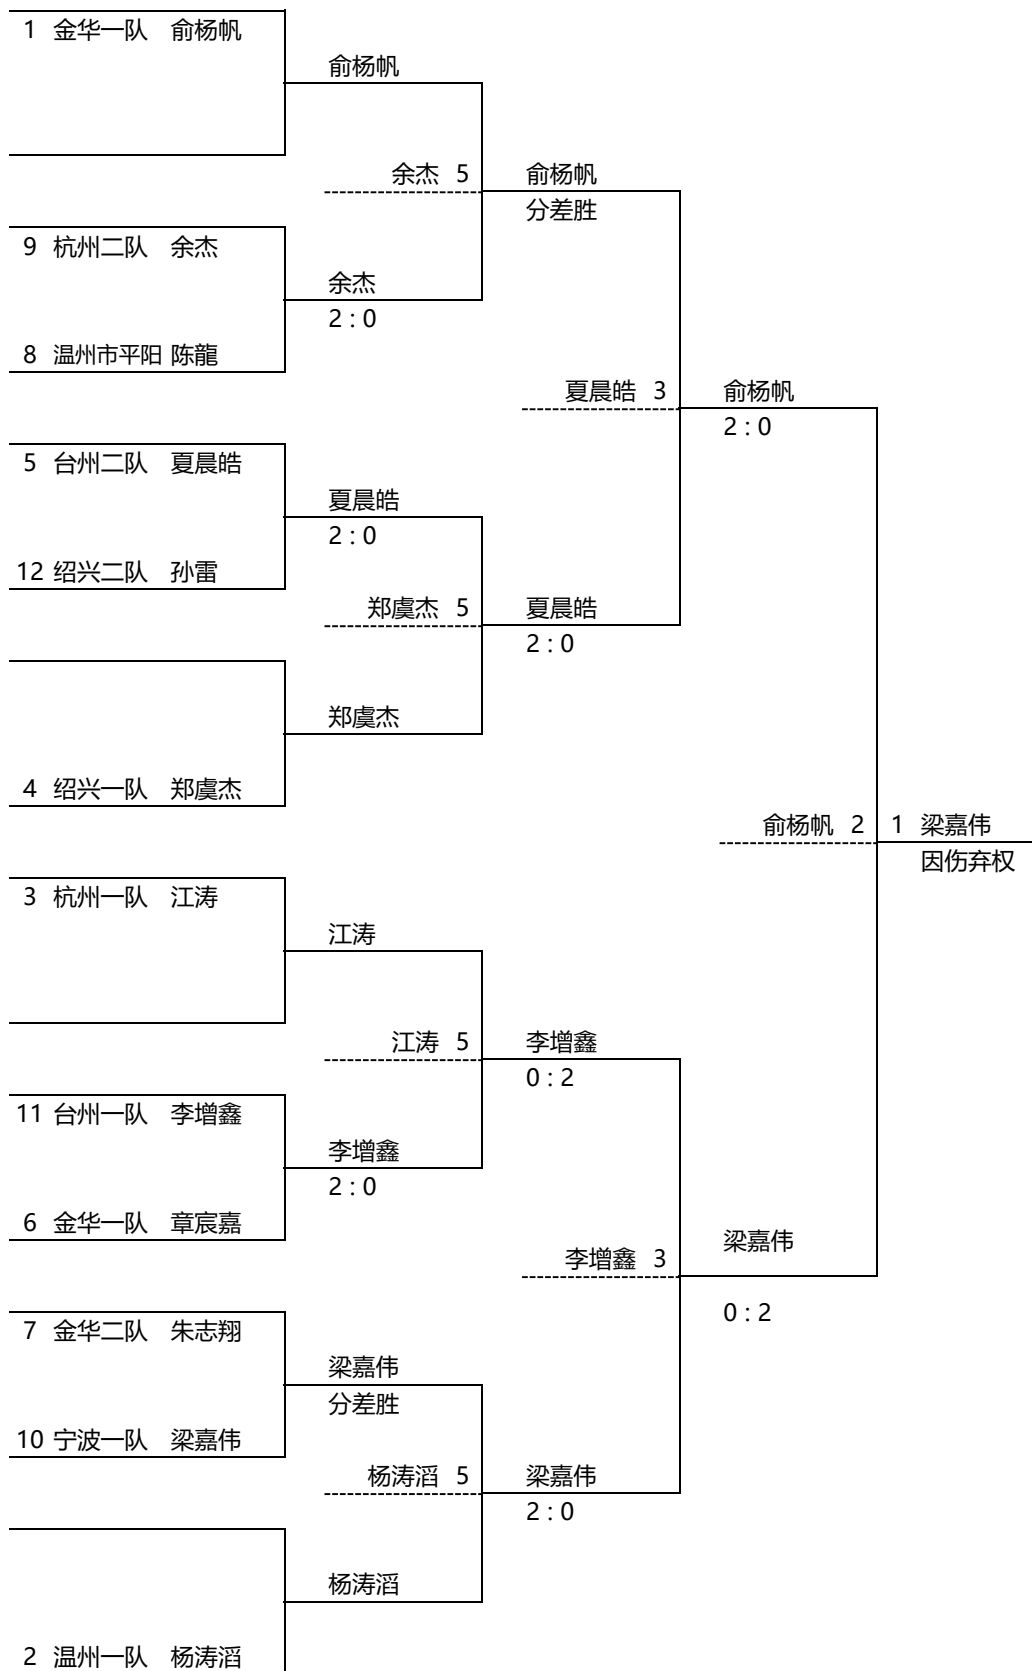 1 金华一队 俞杨帆
俞杨帆
余杰 5
俞杨帆
分差胜
9 杭州二队 余杰
余杰
2 : 0
8 温州市平阳 陈龍
夏晨皓 3
俞杨帆
2 : 0
5 台州二队 夏晨皓
夏晨皓
2 : 0
12 绍兴二队 孙雷
郑虞杰 5
夏晨皓
2 : 0
郑虞杰
4 绍兴一队 郑虞杰
俞杨帆 2
1 梁嘉伟
因伤弃权
3 杭州一队 江涛
江涛
江涛 5
李增鑫
0 : 2
11 台州一队 李增鑫
李增鑫
2 : 0
6 金华一队 章宸嘉
李增鑫 3
梁嘉伟
0 : 2
7 金华二队 朱志翔
梁嘉伟
分差胜
10 宁波一队 梁嘉伟
杨涛滔 5
梁嘉伟
2 : 0
杨涛滔
2 温州一队 杨涛滔